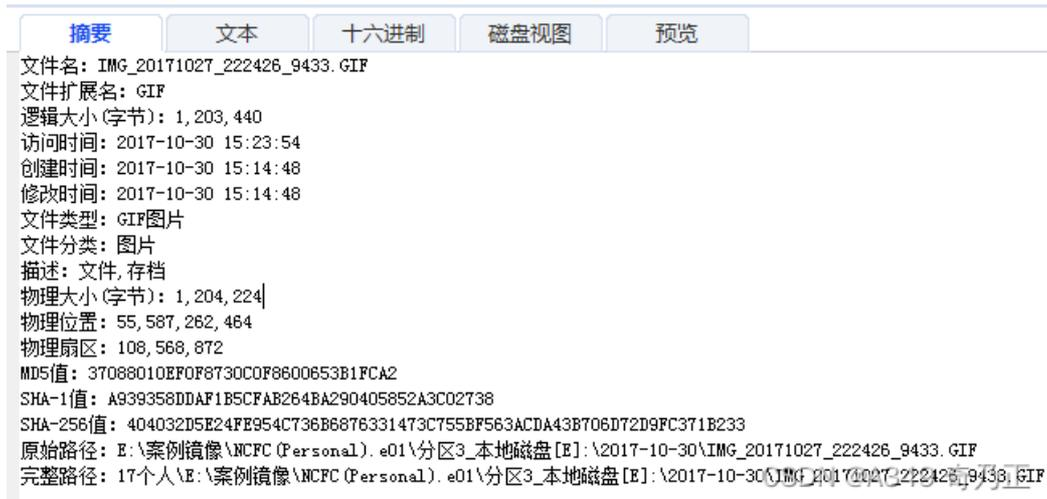 摘要 文本 十六进制 磁盘视图 预览
文件名: IMG_20171027_222426_9433.GIF
文件扩展名: GIF
逻辑大小(字节): 1,203,440
访问时间: 2017-10-30 15:23:54
创建时间: 2017-10-30 15:14:48
修改时间: 2017-10-30 15:14:48
文件类型: GIF图片
文件分类: 图片
描述: 文件,存档
物理大小(字节): 1,204,224
物理位置: 55,587,262,464
物理扇区: 108,568,872
MD5值: 37088010EF0F8730C0F8600653B1FCA2
SHA-1值: A939358DDAF1B5CFAB264BA290405852A3C02738
SHA-256值: 404032D5E24FE954C736B6876331473C755BF563ACDA43B706D72D9FC371B233
原始路径: E:\案例镜像\NCFC(Personal).e01\分区3_本地磁盘[E]:\2017-10-30\IMG_20171027_222426_9433.GIF
完整路径: 17个人\E:\案例镜像\NCFC(Personal).e01\分区3_本地磁盘[E]:\2017-10-30\IMG_20171027_222426_9433.GIF